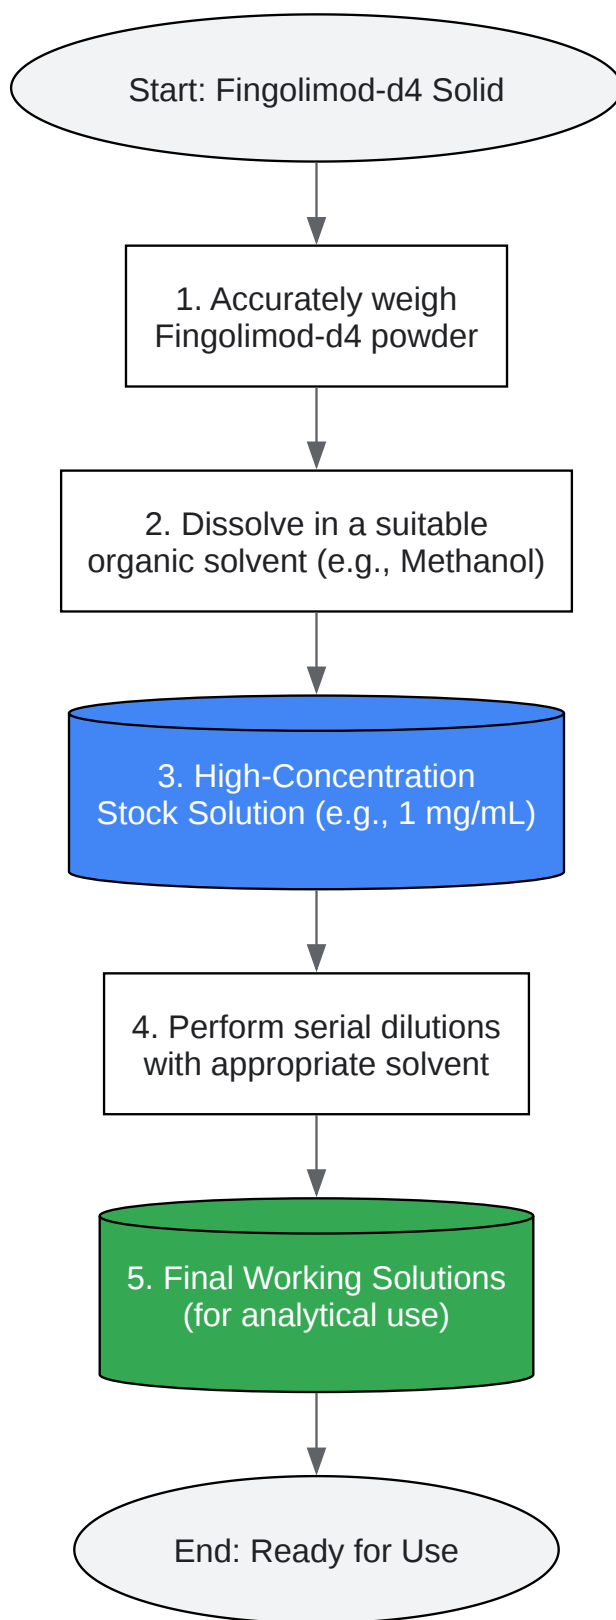 Start: Fingolimod-d4 Solid
1. Accurately weigh
Fingolimod-d4 powder
2. Dissolve in a suitable
organic solvent (e.g., Methanol)
3. High-Concentration
Stock Solution (e.g., 1 mg/mL)
4. Perform serial dilutions
with appropriate solvent
5. Final Working Solutions
(for analytical use)
End: Ready for Use